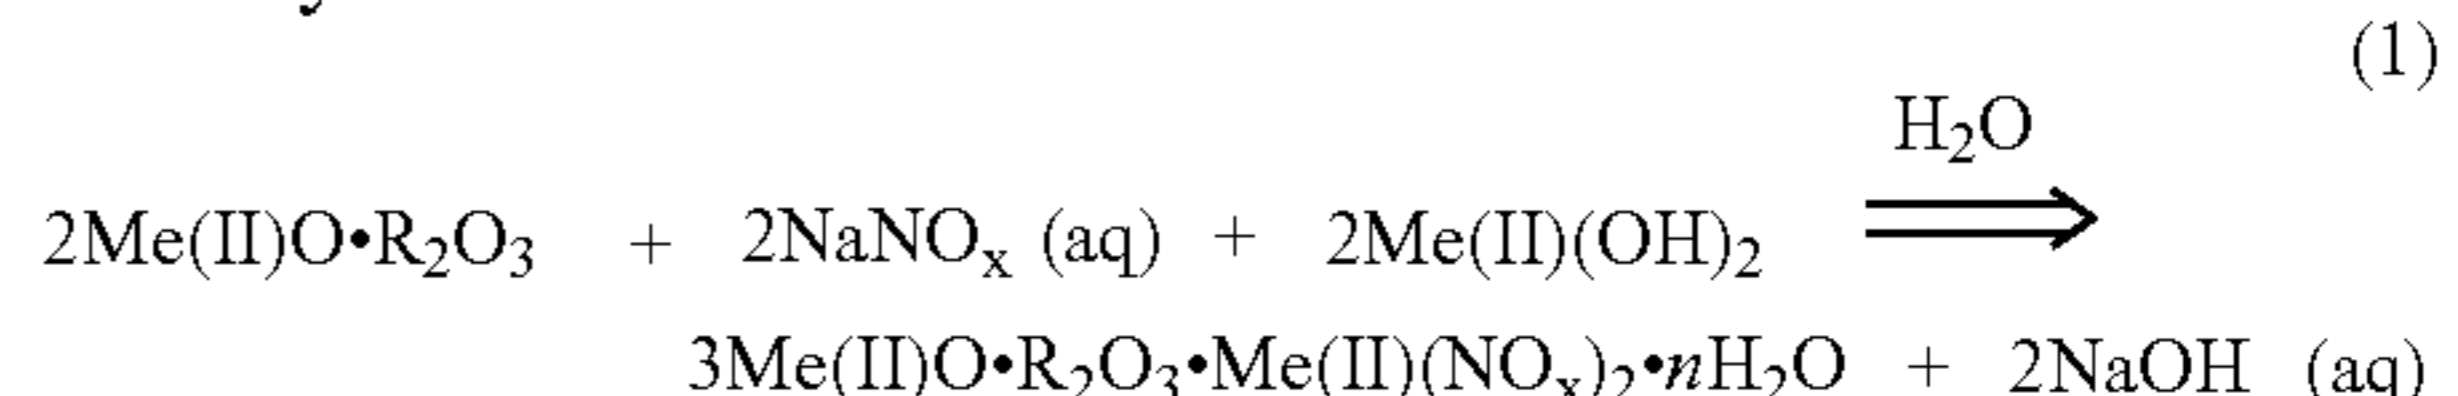 (1)
H₂O
2Me(II)O•R₂O₃ + 2NaNOₓ (aq) + 2Me(II)(OH)₂ ⟹
3Me(II)O•R₂O₃•Me(II)(NOₓ)₂•nH₂O + 2NaOH (aq)